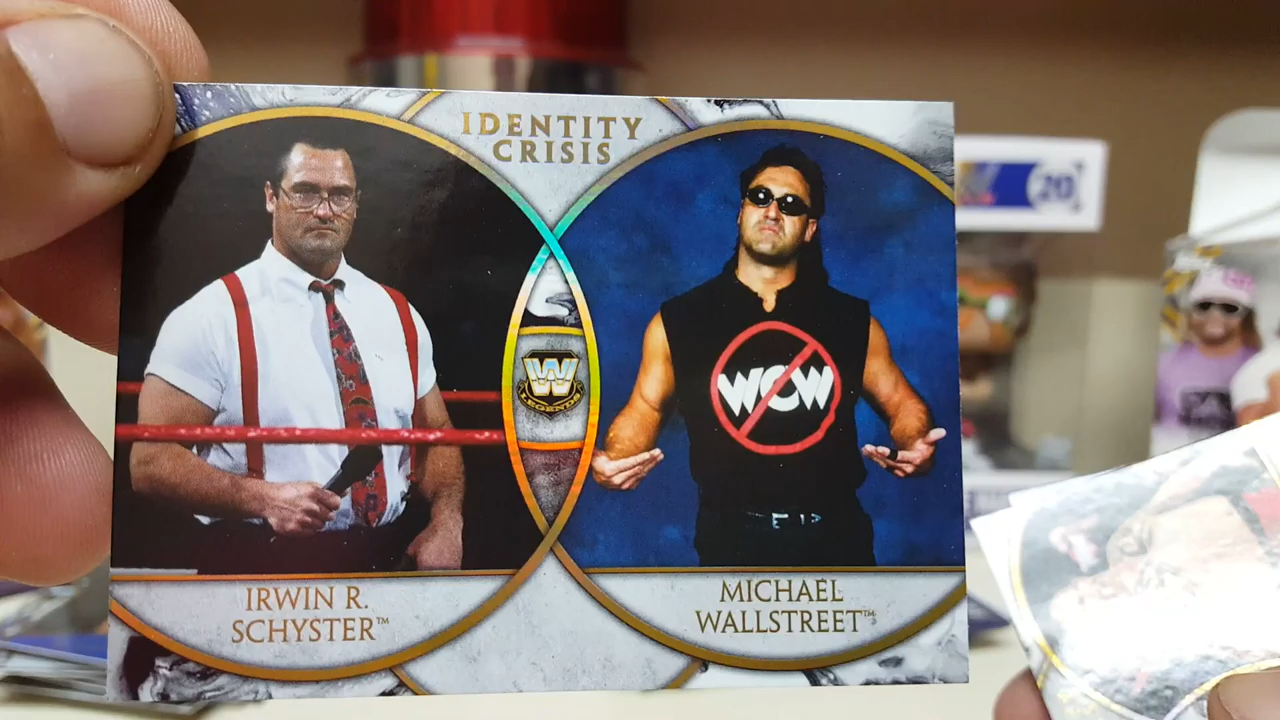 IDENTITY
CRISIS
20
WCW
W
LEGENDS
IRWIN R.
SCHYSTER™
MICHAEL
WALLSTREET™